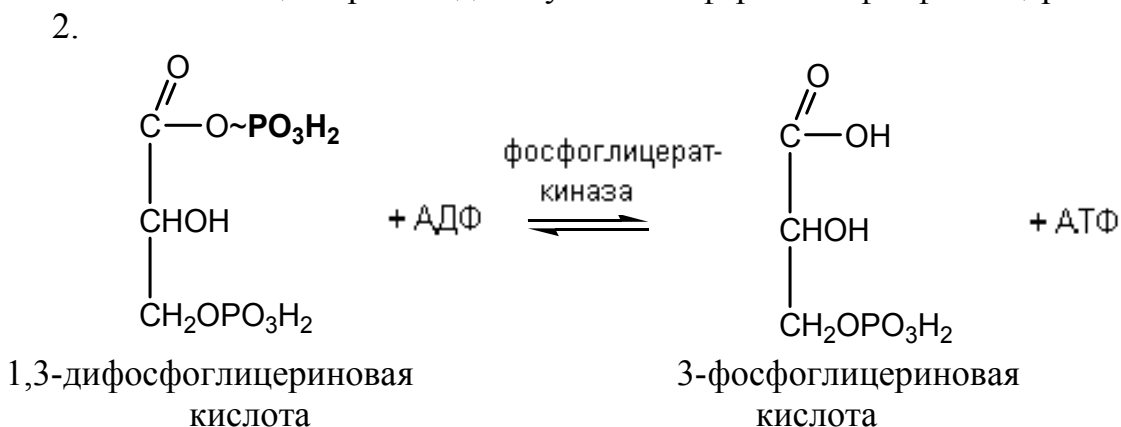 2.
O
C—O~PO₃H₂
CHOH
CH₂OPO₃H₂
+ АДФ
фосфоглицерат-
киназа
O
C—OH
CHOH
CH₂OPO₃H₂
+ АТФ
1,3-дифосфоглицериновая
кислота
3-фосфоглицериновая
кислота